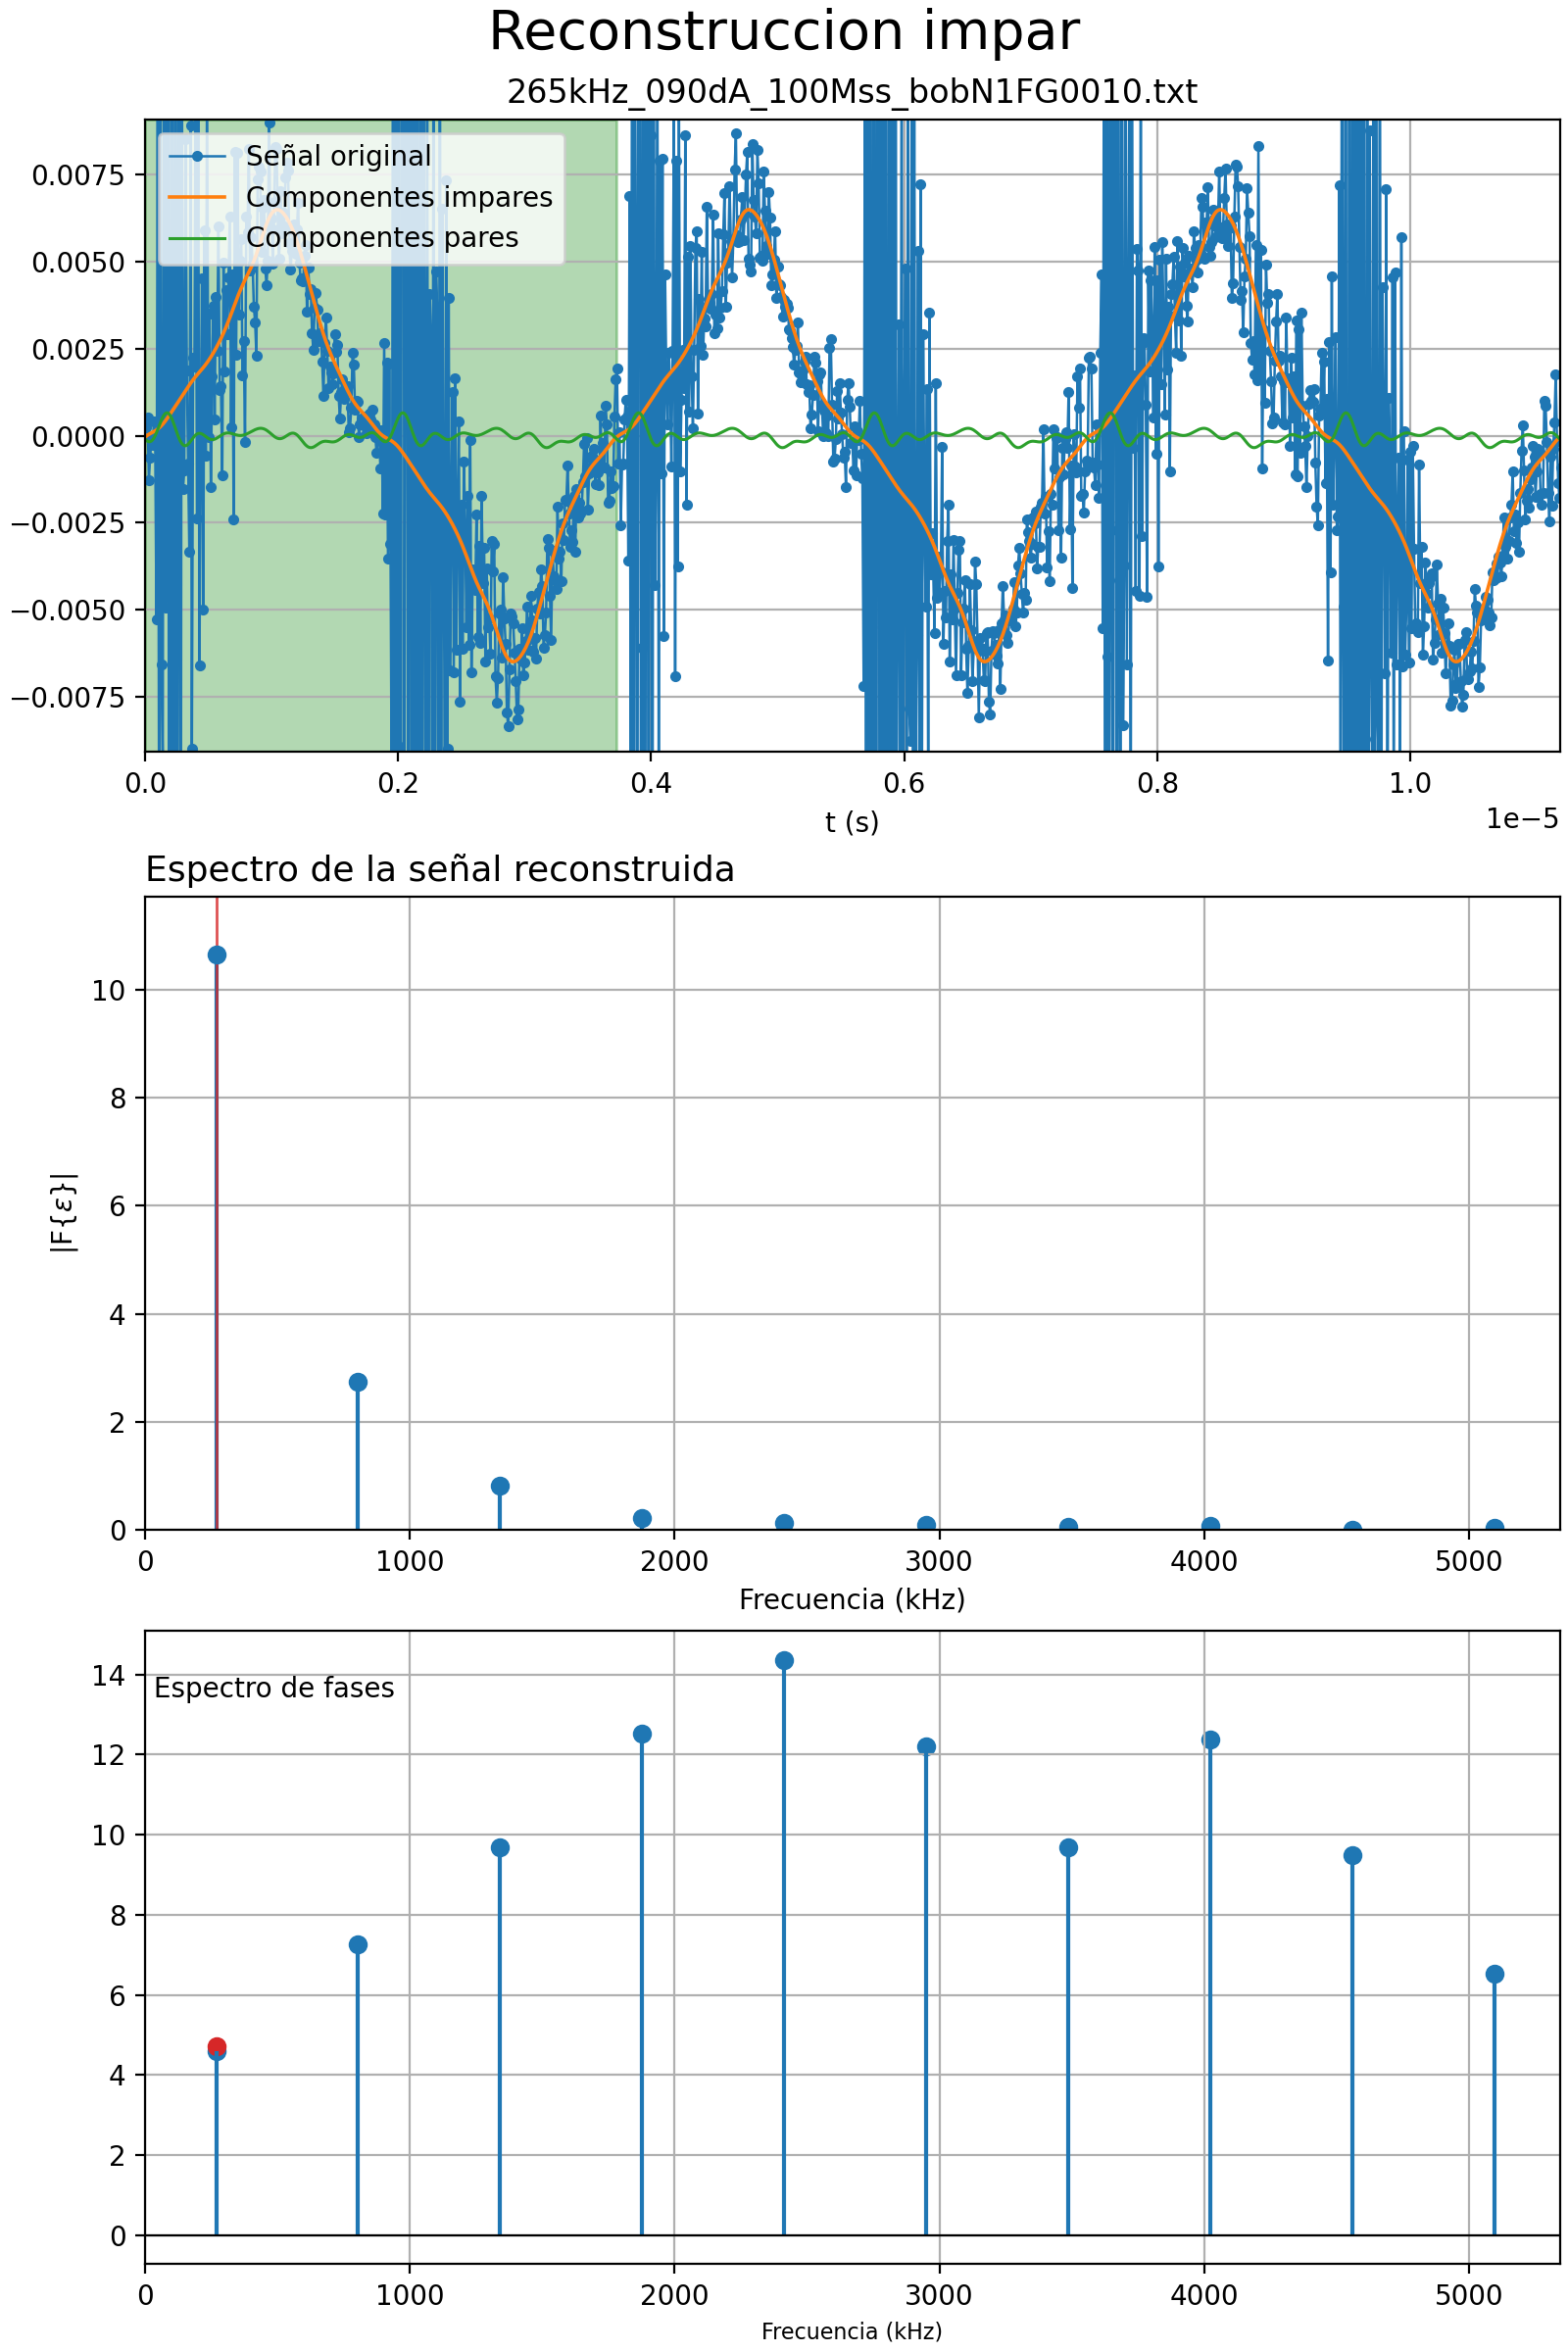 Reconstruccion impar
265kHz_090dA_100Mss_bobN1FG0010.txt
Señal original
Componentes impares
Componentes pares
0.0075
0.0050
0.0025
0.0000
−0.0025
−0.0050
−0.0075
0.0 0.2 0.4 0.6 0.8 1.0
t (s)
1e−5
Espectro de la señal reconstruida
10
8
6
4
2
0
|F{ε}|
0 1000 2000 3000 4000 5000
Frecuencia (kHz)
Espectro de fases
14
12
10
8
6
4
2
0
0 1000 2000 3000 4000 5000
Frecuencia (kHz)